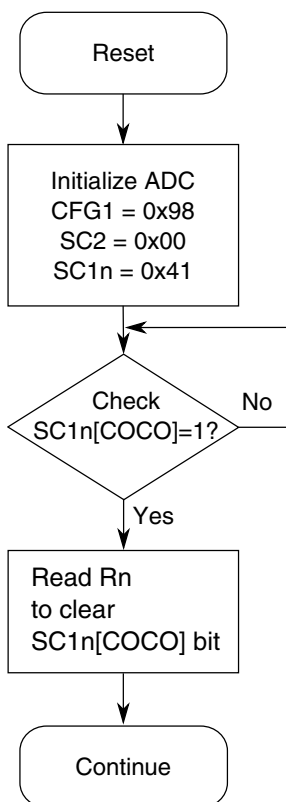 Reset
Initialize ADC
CFG1 = 0x98
SC2 = 0x00
SC1n = 0x41
Check
SC1n[COCO]=1?
No
Yes
Read Rn
to clear
SC1n[COCO] bit
Continue